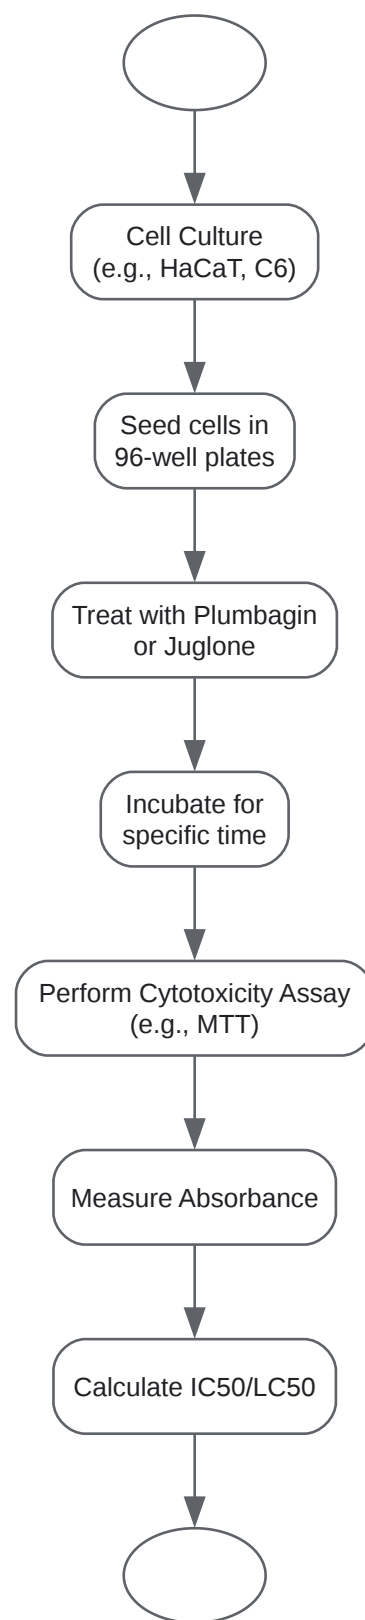 Cell Culture
(e.g., HaCaT, C6)
Seed cells in
96-well plates
Treat with Plumbagin
or Juglone
Incubate for
specific time
Perform Cytotoxicity Assay
(e.g., MTT)
Measure Absorbance
Calculate IC50/LC50